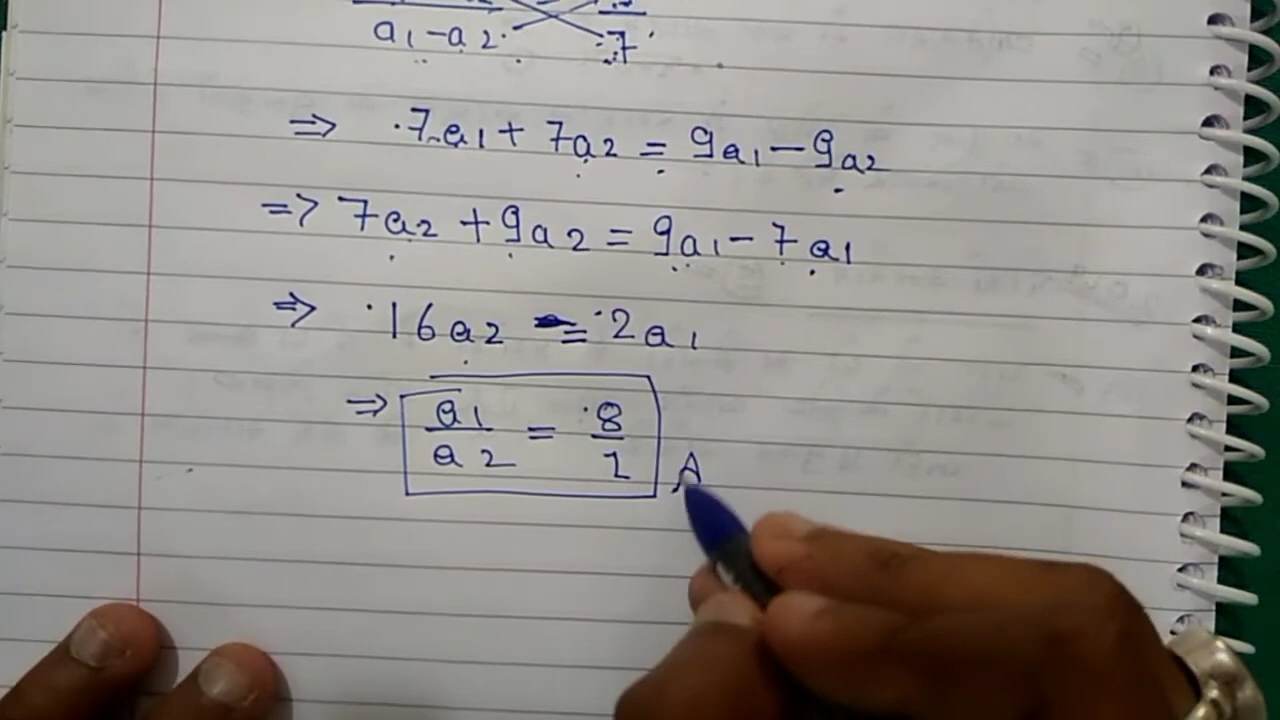 a1-a2 7
⇒ 7a1 + 7a2 = 9a1 - 9a2
⇒ 7a2 + 9a2 = 9a1 - 7a1
⇒ 16a2 = 2a1
⇒ a1/a2 = 8/1 A